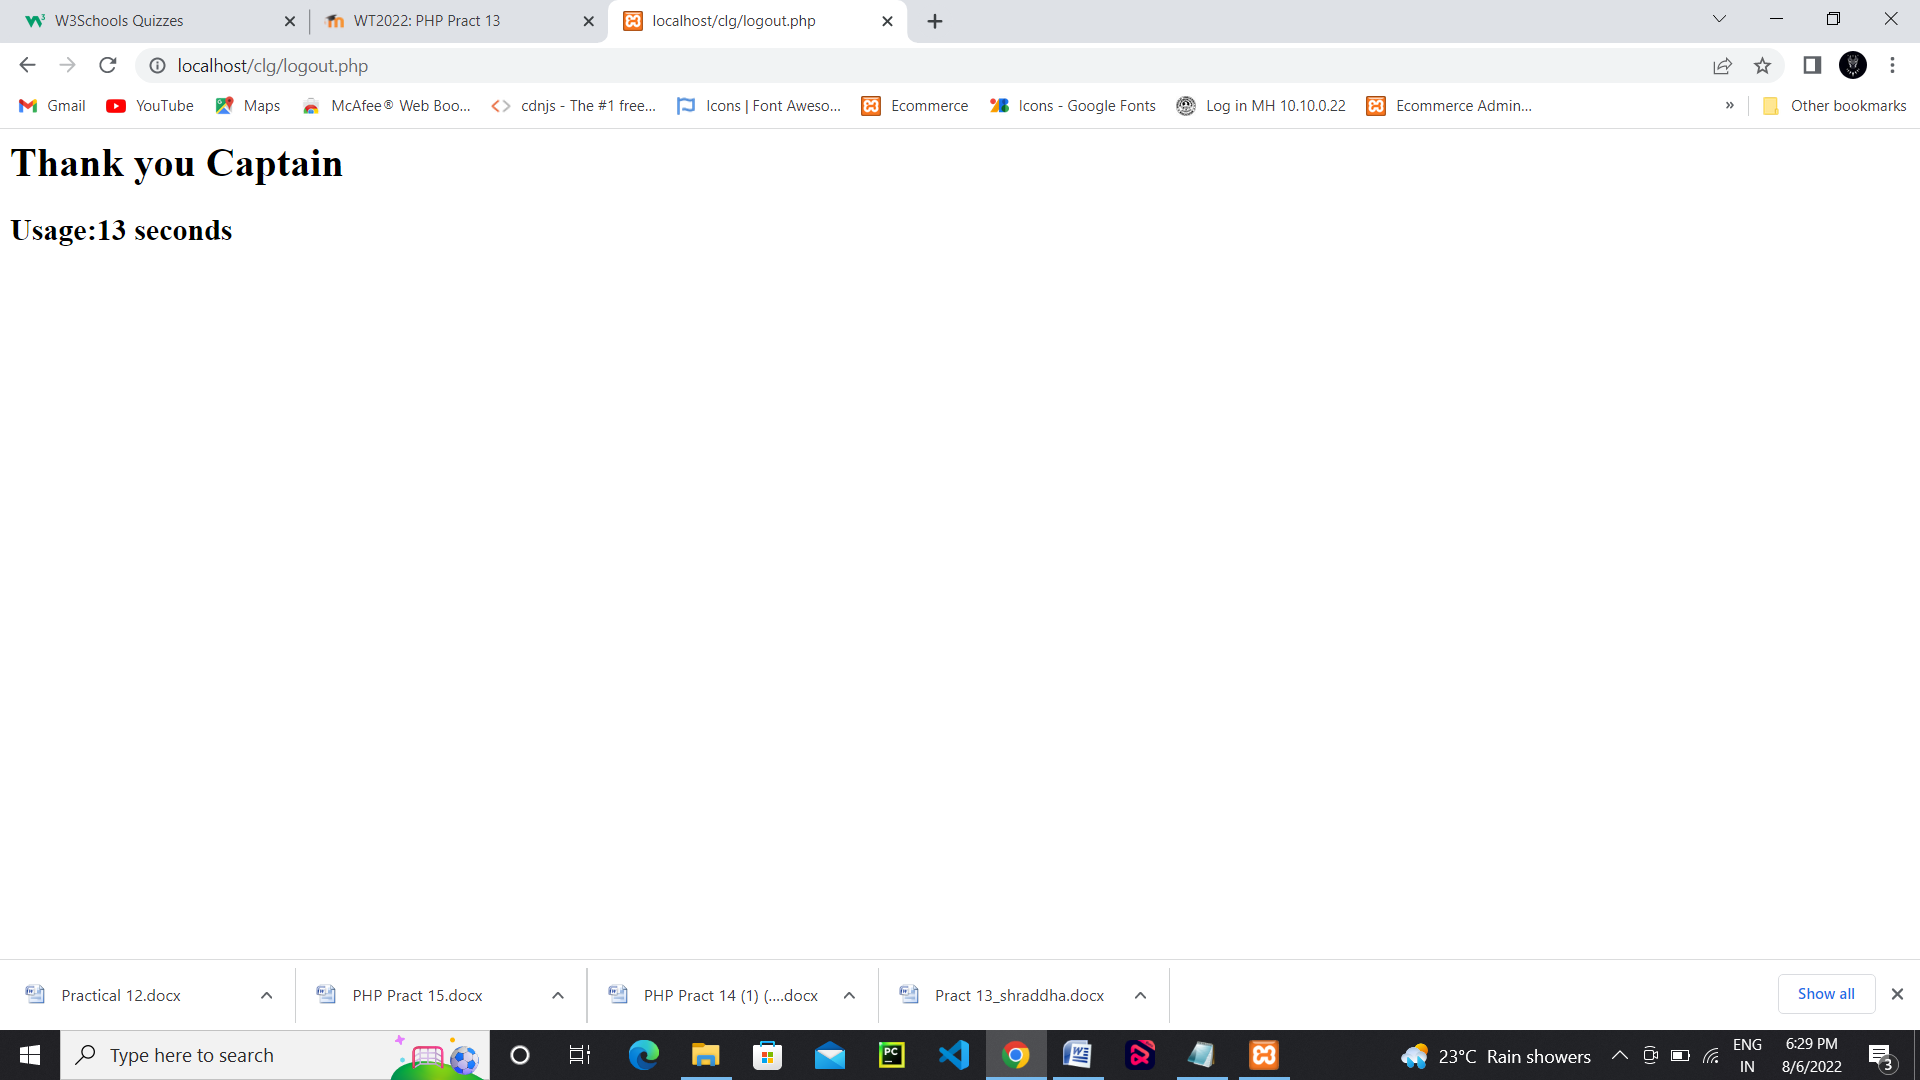 W3Schools Quizzes
WT2022: PHP Pract 13
localhost/clg/logout.php
localhost/clg/logout.php
Gmail
YouTube
Maps
McAfee® Web Boo...
cdnjs - The #1 free...
Icons | Font Aweso...
Ecommerce
Icons - Google Fonts
Log in MH 10.10.0.22
Ecommerce Admin...
»
Other bookmarks
Thank you Captain
Usage:13 seconds
Practical 12.docx
PHP Pract 15.docx
PHP Pract 14 (1) (....docx
Pract 13_shraddha.docx
Show all
Type here to search
PC
23°C Rain showers
ENG
IN
6:29 PM
8/6/2022
3